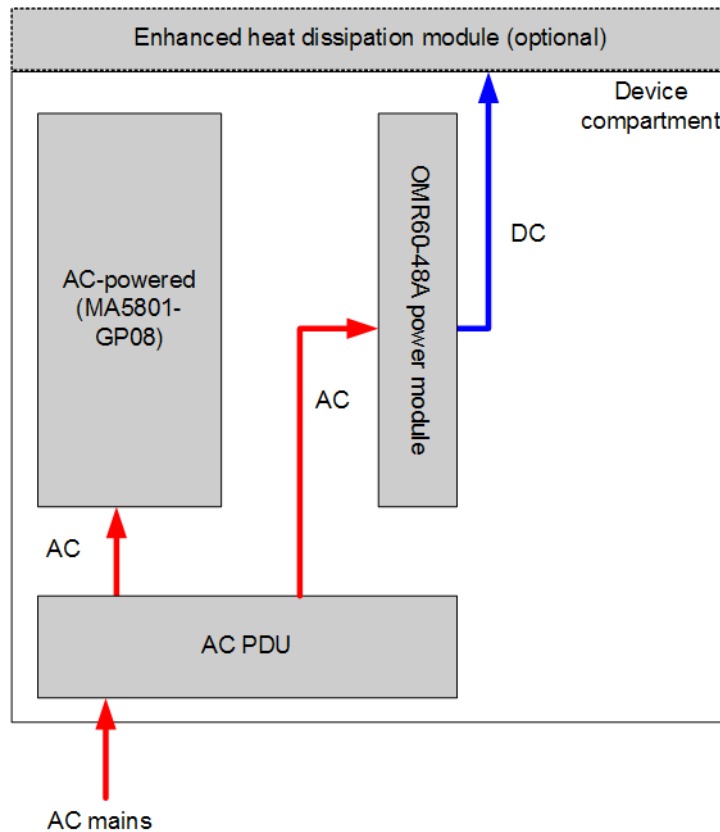 Enhanced heat dissipation module (optional)
Device
compartment
AC-powered
(MA5801-
GP08)
OMR60-48A power module
DC
AC
AC
AC PDU
AC mains